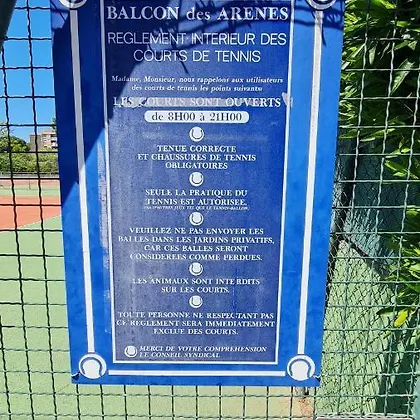 BALCON des ARENES
REGLEMENT INTERIEUR DES
COURTS DE TENNIS
Madame, Monsieur, nous rappelons aux utilisateurs
des courts de tennis les points suivants
LES COURTS SONT OUVERTS
de 8H00 à 21H00
TENUE CORRECTE
ET CHAUSSURES DE TENNIS
OBLIGATOIRES
SEULE LA PRATIQUE DU
TENNIS EST AUTORISEE.
VEUILLEZ NE PAS ENVOYER LES
BALLES DANS LES JARDINS PRIVATIFS,
CAR CES BALLES SERONT
CONSIDEREES COMME PERDUES.
LES ANIMAUX SONT INTERDITS
SUR LES COURTS.
TOUTE PERSONNE NE RESPECTANT PAS
CE REGLEMENT SERA IMMEDIATEMENT
EXCLUE DES COURTS.
MERCI DE VOTRE COMPREHENSION
LE CONSEIL SYNDICAL